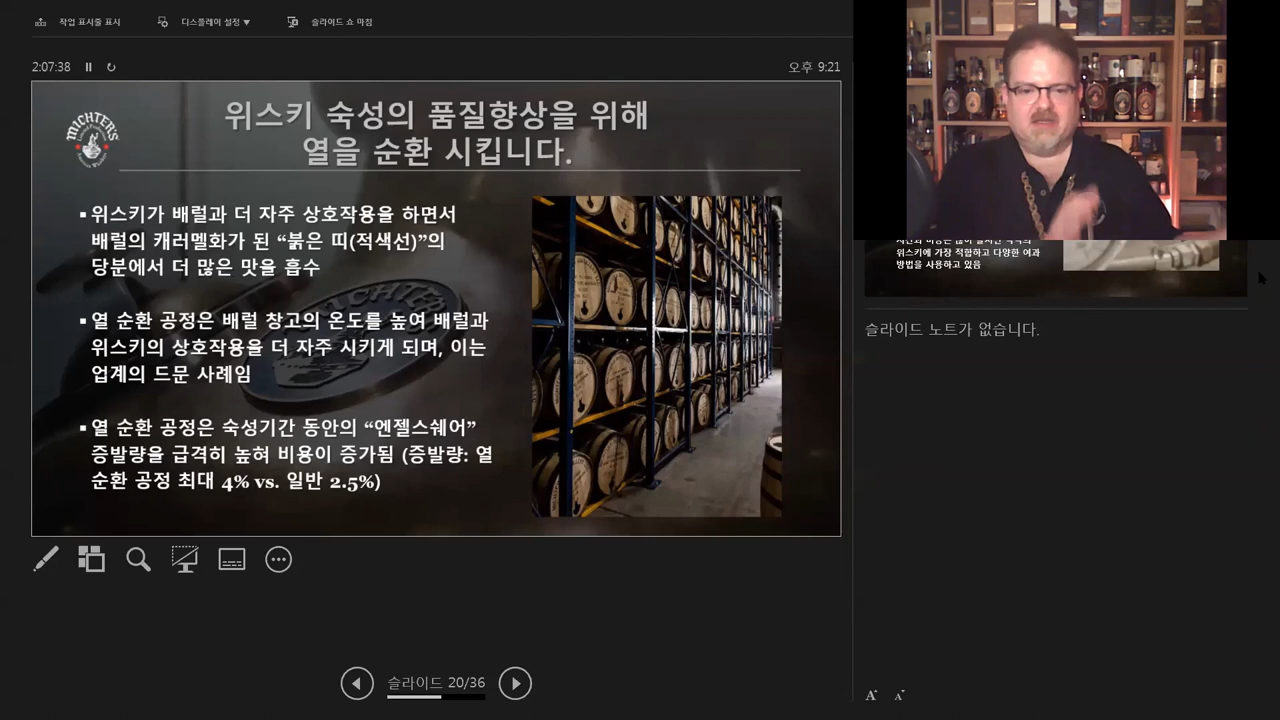 작업 표시줄 표시
디스플레이 설정 ▼
슬라이드 쇼 마침
2:07:38
오후 9:21
MICHTER'S
위스키 숙성의 품질향상을 위해
열을 순환 시킵니다.
▪ 위스키가 배럴과 더 자주 상호작용을 하면서
배럴의 캐러멜화가 된 “붉은 띠(적색선)”의
당분에서 더 많은 맛을 흡수
▪ 열 순환 공정은 배럴 창고의 온도를 높여 배럴과
위스키의 상호작용을 더 자주 시키게 되며, 이는
업계의 드문 사례임
▪ 열 순환 공정은 숙성기간 동안의 “엔젤스쉐어”
증발량을 급격히 높혀 비용이 증가됨 (증발량: 열
순환 공정 최대 4% vs. 일반 2.5%)
위스키에 가장 적합하고 다양한 여과
방법을 사용하고 있음
슬라이드 노트가 없습니다.
슬라이드 20/36
A A